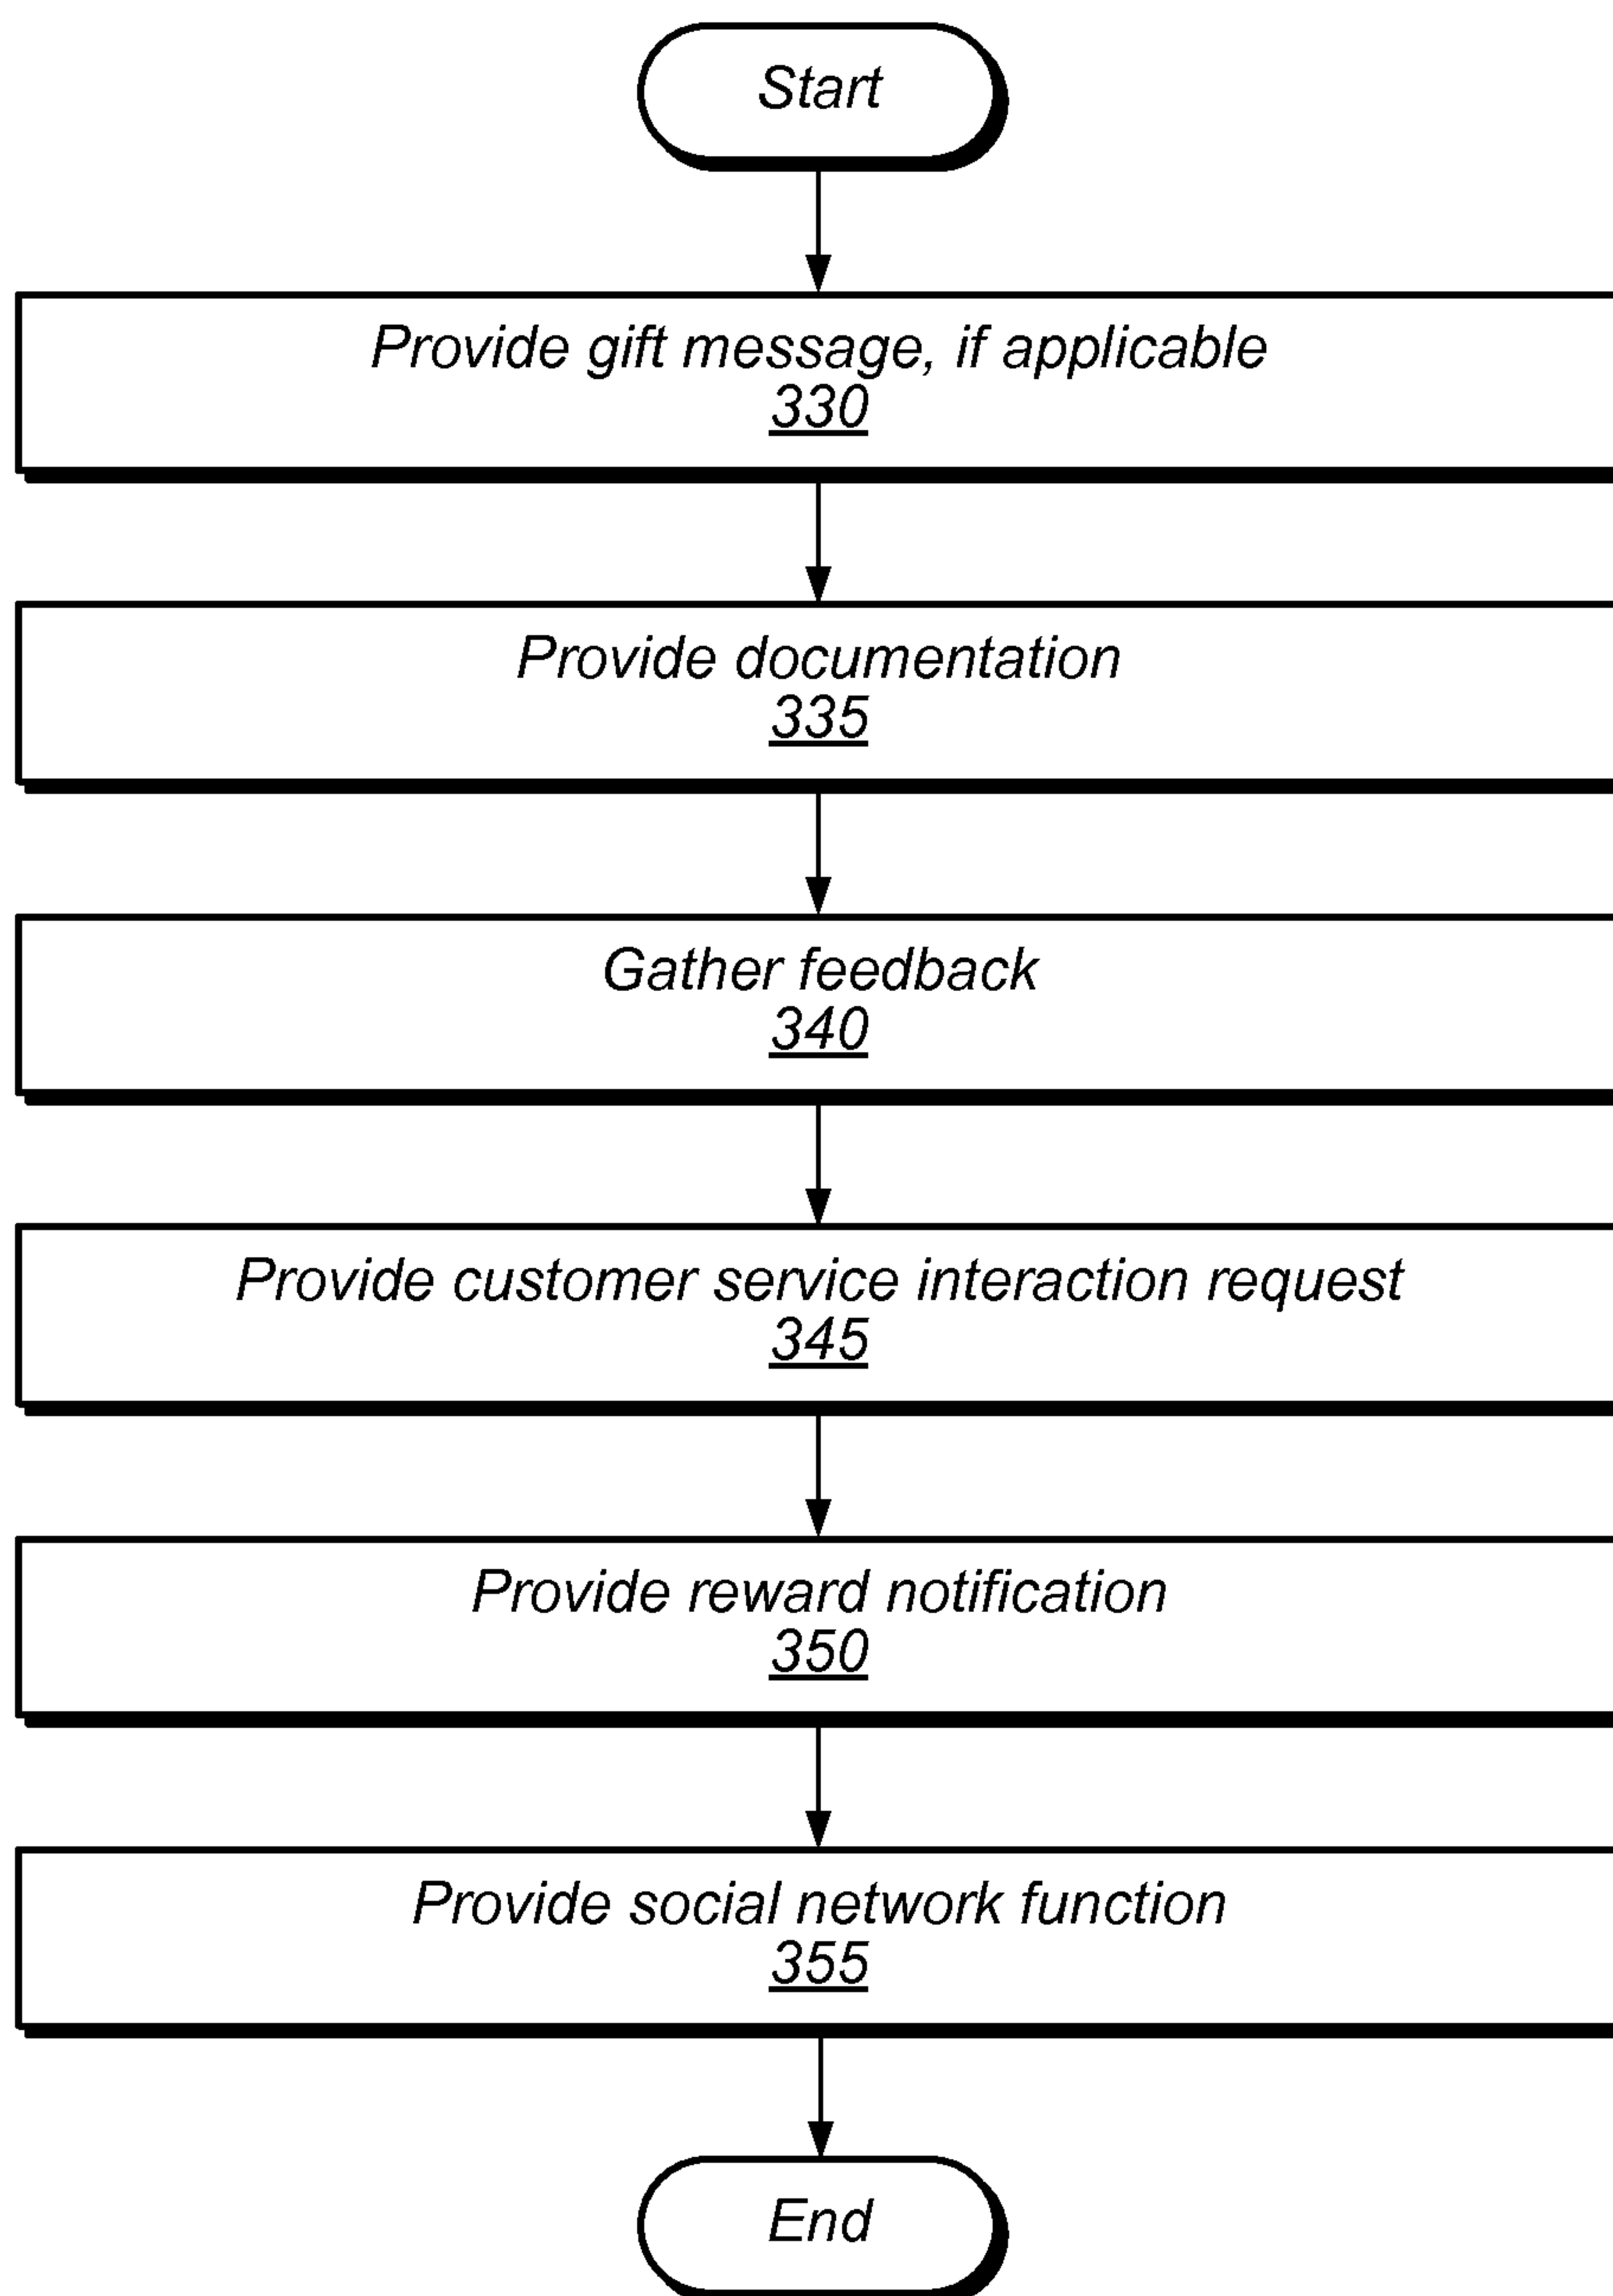 Start
Provide gift message, if applicable
330
Provide documentation
335
Gather feedback
340
Provide customer service interaction request
345
Provide reward notification
350
Provide social network function
355
End